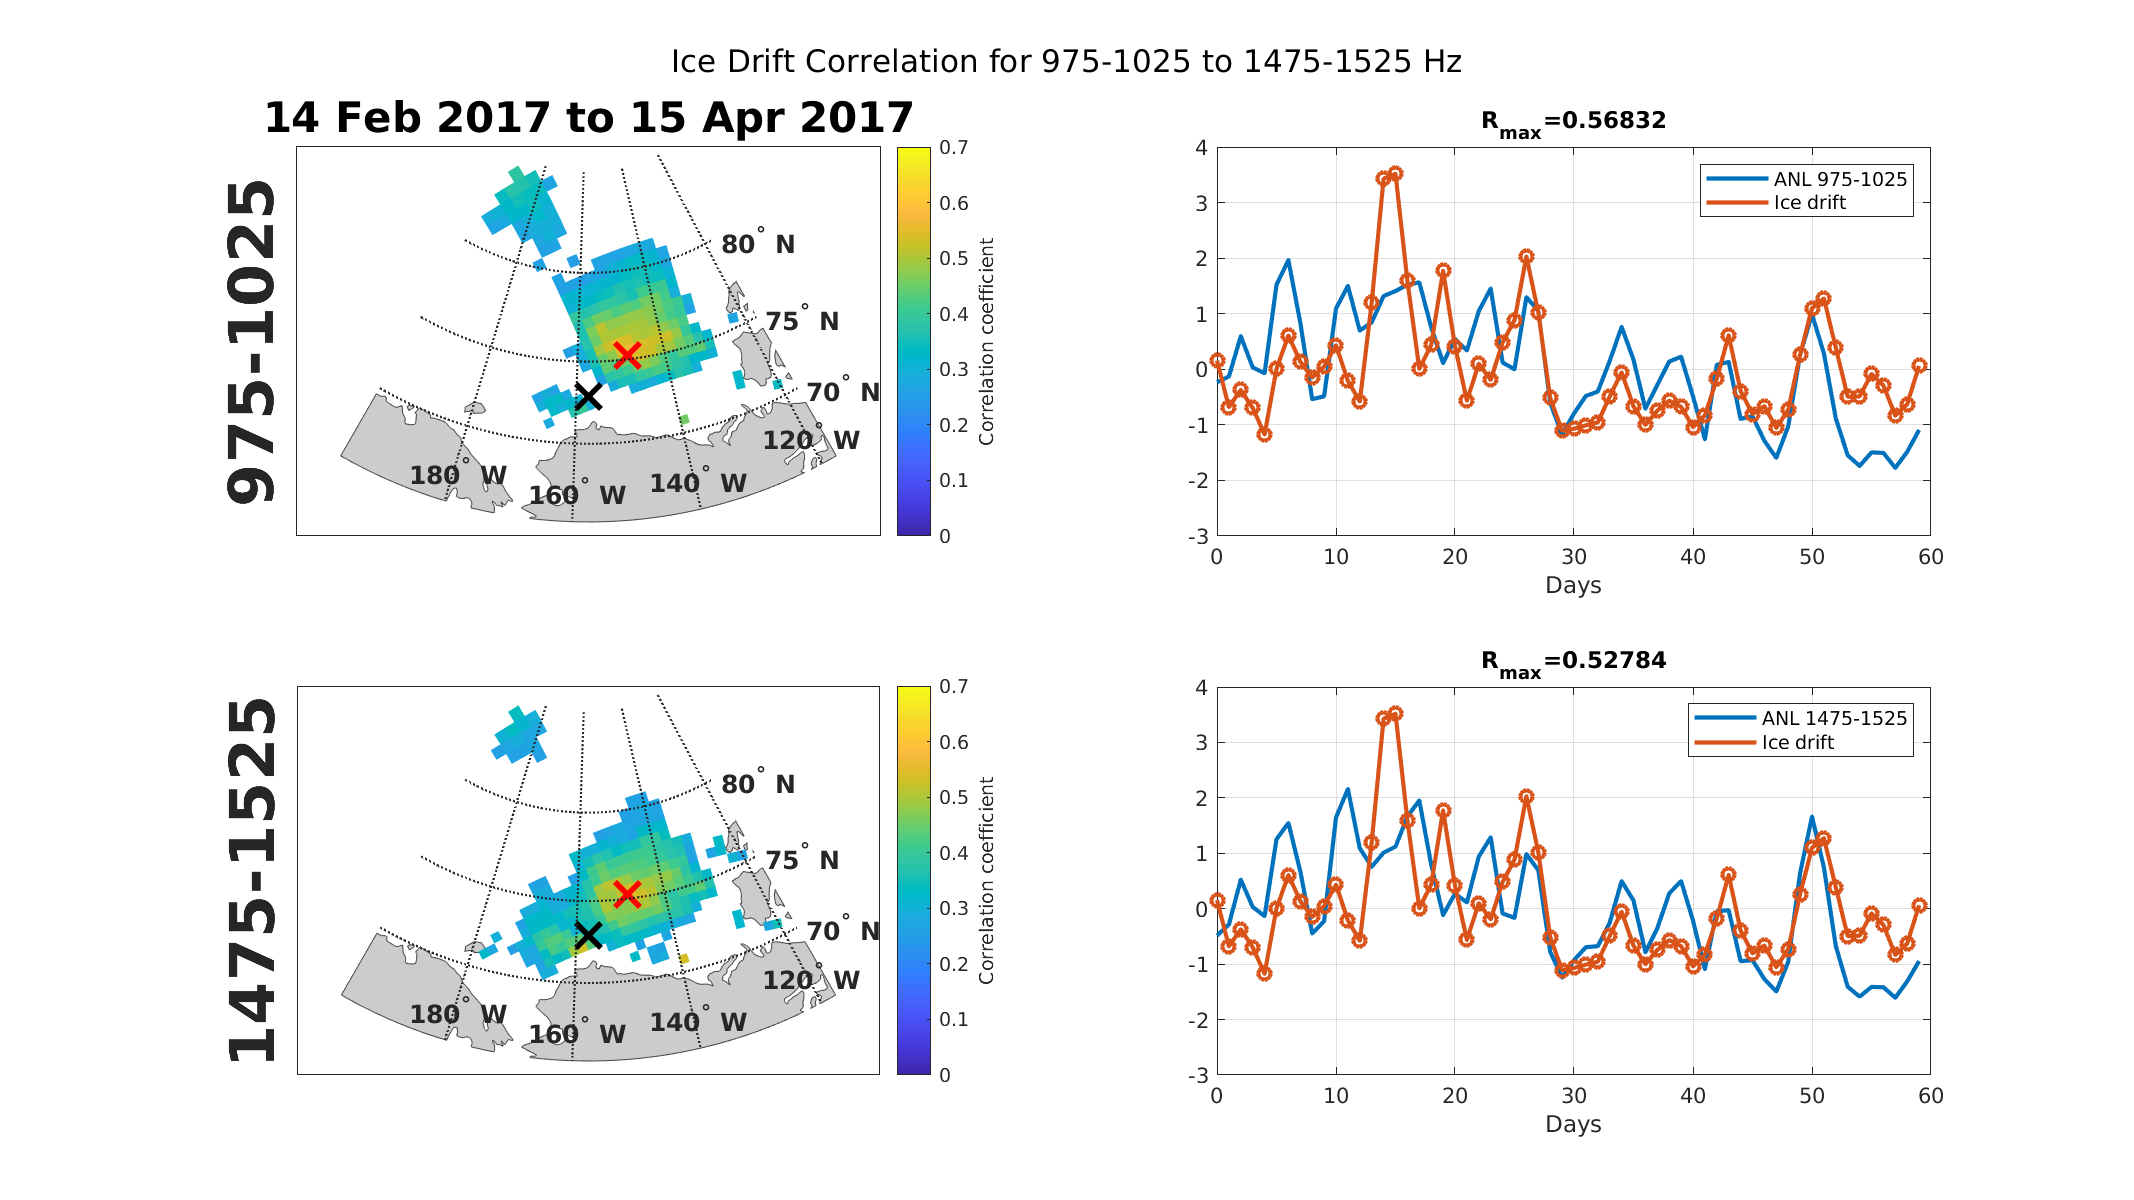 Ice Drift Correlation for 975-1025 to 1475-1525 Hz
14 Feb 2017 to 15 Apr 2017
975-1025
80° N
75° N
70° N
120° W
180° W
160° W
140° W
0.7
0.6
0.5
0.4
0.3
0.2
0.1
0
Correlation coefficient
Rmax=0.56832
4
3
2
1
0
-1
-2
-3
0 10 20 30 40 50 60
Days
ANL 975-1025
Ice drift
1475-1525
80° N
75° N
70° N
120° W
180° W
160° W
140° W
0.7
0.6
0.5
0.4
0.3
0.2
0.1
0
Correlation coefficient
Rmax=0.52784
4
3
2
1
0
-1
-2
-3
0 10 20 30 40 50 60
Days
ANL 1475-1525
Ice drift